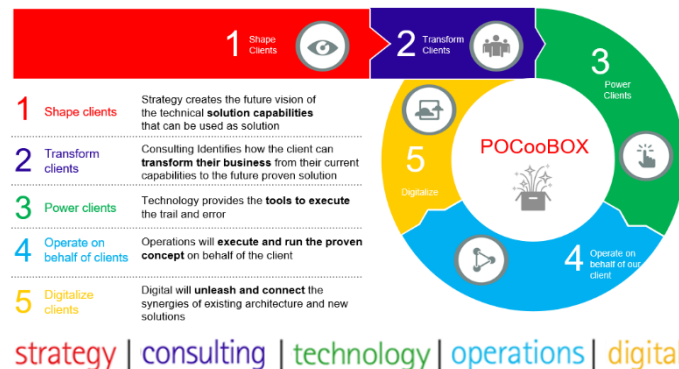 1 Shape
Clients
2 Transform
Clients
3
Power
Clients
1 Shape clients
Strategy creates the future vision of
the technical solution capabilities
that can be used as solution
2 Transform
clients
Consulting Identifies how the client can
transform their business from their current
capabilities to the future proven solution
3 Power clients
Technology provides the tools to execute
the trail and error
4 Operate on
behalf of clients
Operations will execute and run the proven
concept on behalf of the client
5 Digitalize
clients
Digital will unleash and connect the
synergies of existing architecture and new
solutions
POCooBOX
5
Digitalize
4 Operate on
behalf of our
client
strategy | consulting | technology | operations | digital